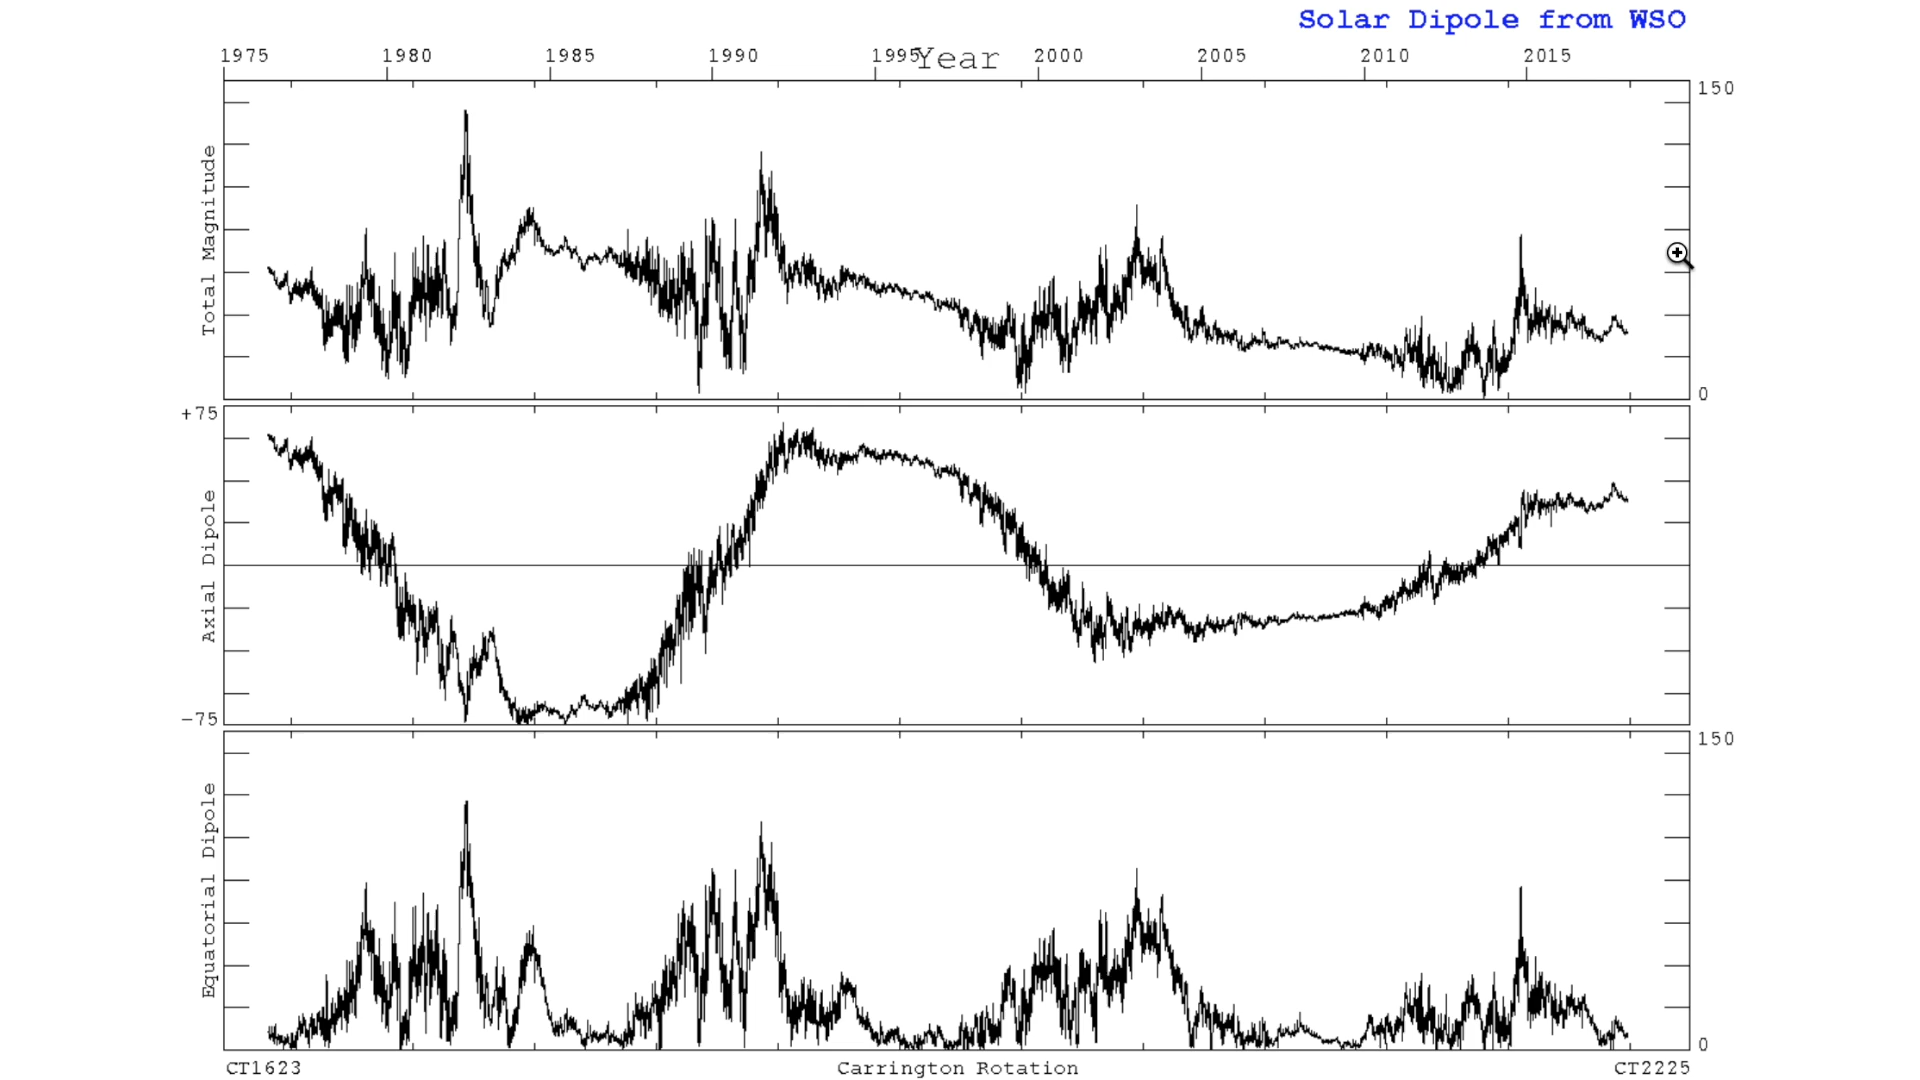 Solar Dipole from WSO
1975 1980 1985 1990 1995 Year 2000 2005 2010 2015
150
Total Magnitude
0
+75
Axial Dipole
-75
150
Equatorial Dipole
0
CT1623 Carrington Rotation CT2225